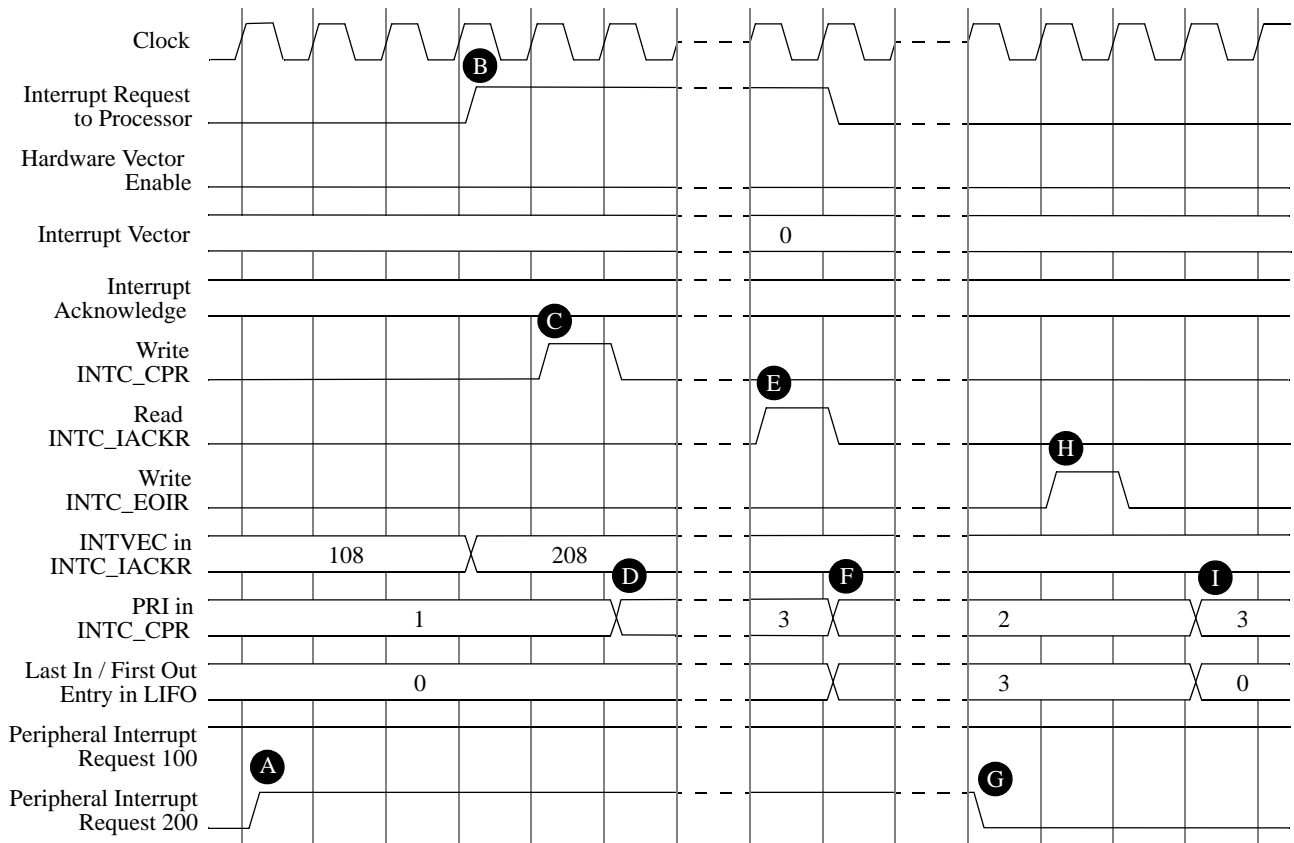 Clock
B
Interrupt Request
to Processor
Hardware Vector
Enable
Interrupt Vector
0
Interrupt
Acknowledge
C
Write
INTC_CPR
E
Read
INTC_IACKR
H
Write
INTC_EOIR
INTVEC in
INTC_IACKR
108 208
D F I
PRI in
INTC_CPR
1 3 2 3
Last In / First Out
Entry in LIFO
0 3 0
Peripheral Interrupt
Request 100
A G
Peripheral Interrupt
Request 200